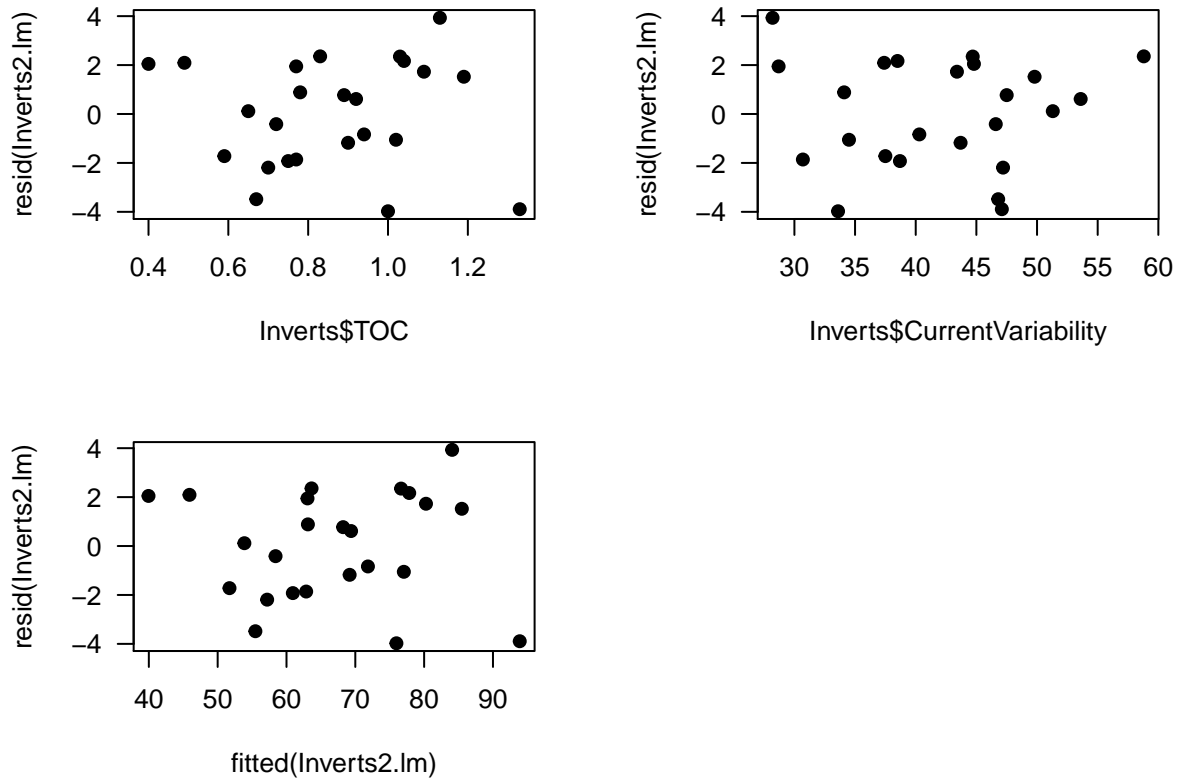 resid(Inverts2.lm)
4
2
0
−2
−4
0.4 0.6 0.8 1.0 1.2
Inverts$TOC
resid(Inverts2.lm)
4
2
0
−2
−4
30 35 40 45 50 55 60
Inverts$CurrentVariability
resid(Inverts2.lm)
4
2
0
−2
−4
40 50 60 70 80 90
fitted(Inverts2.lm)